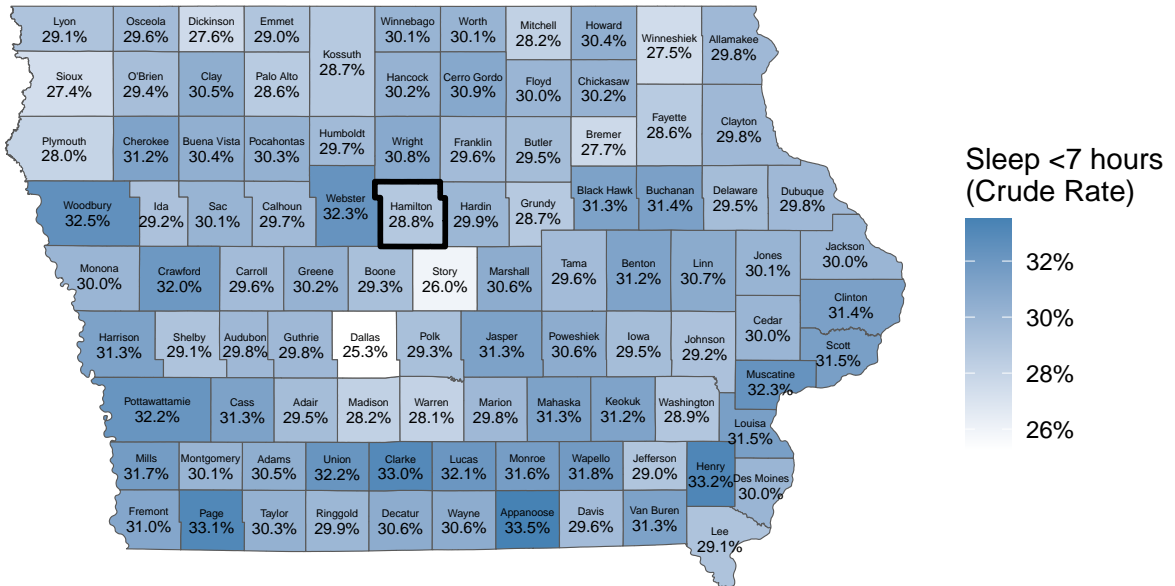 Lyon
29.1%
Osceola
29.6%
Dickinson
27.6%
Emmet
29.0%
Kossuth
28.7%
Winnebago
30.1%
Worth
30.1%
Mitchell
28.2%
Howard
30.4%
Winneshiek
27.5%
Allamakee
29.8%
Sioux
27.4%
O'Brien
29.4%
Clay
30.5%
Palo Alto
28.6%
Hancock
30.2%
Cerro Gordo
30.9%
Floyd
30.0%
Chickasaw
30.2%
Fayette
28.6%
Clayton
29.8%
Plymouth
28.0%
Cherokee
31.2%
Buena Vista
30.4%
Pocahontas
30.3%
Humboldt
29.7%
Wright
30.8%
Franklin
29.6%
Butler
29.5%
Bremer
27.7%
Woodbury
32.5%
Ida
29.2%
Sac
30.1%
Calhoun
29.7%
Webster
32.3%
Hamilton
28.8%
Hardin
29.9%
Grundy
28.7%
Black Hawk
31.3%
Buchanan
31.4%
Delaware
29.5%
Dubuque
29.8%
Monona
30.0%
Crawford
32.0%
Carroll
29.6%
Greene
30.2%
Boone
29.3%
Story
26.0%
Marshall
30.6%
Tama
29.6%
Benton
31.2%
Linn
30.7%
Jones
30.1%
Jackson
30.0%
Clinton
31.4%
Harrison
31.3%
Shelby
29.1%
Audubon
29.8%
Guthrie
29.8%
Dallas
25.3%
Polk
29.3%
Jasper
31.3%
Poweshiek
30.6%
Iowa
29.5%
Johnson
29.2%
Cedar
30.0%
Scott
31.5%
Muscatine
32.3%
Pottawattamie
32.2%
Cass
31.3%
Adair
29.5%
Madison
28.2%
Warren
28.1%
Marion
29.8%
Mahaska
31.3%
Keokuk
31.2%
Washington
28.9%
Louisa
31.5%
Mills
31.7%
Montgomery
30.1%
Adams
30.5%
Union
32.2%
Clarke
33.0%
Lucas
32.1%
Monroe
31.6%
Wapello
31.8%
Jefferson
29.0%
Henry
33.2%
Des Moines
30.0%
Fremont
31.0%
Page
33.1%
Taylor
30.3%
Ringgold
29.9%
Decatur
30.6%
Wayne
30.6%
Appanoose
33.5%
Davis
29.6%
Van Buren
31.3%
Lee
29.1%
Sleep <7 hours
(Crude Rate)
32%
30%
28%
26%